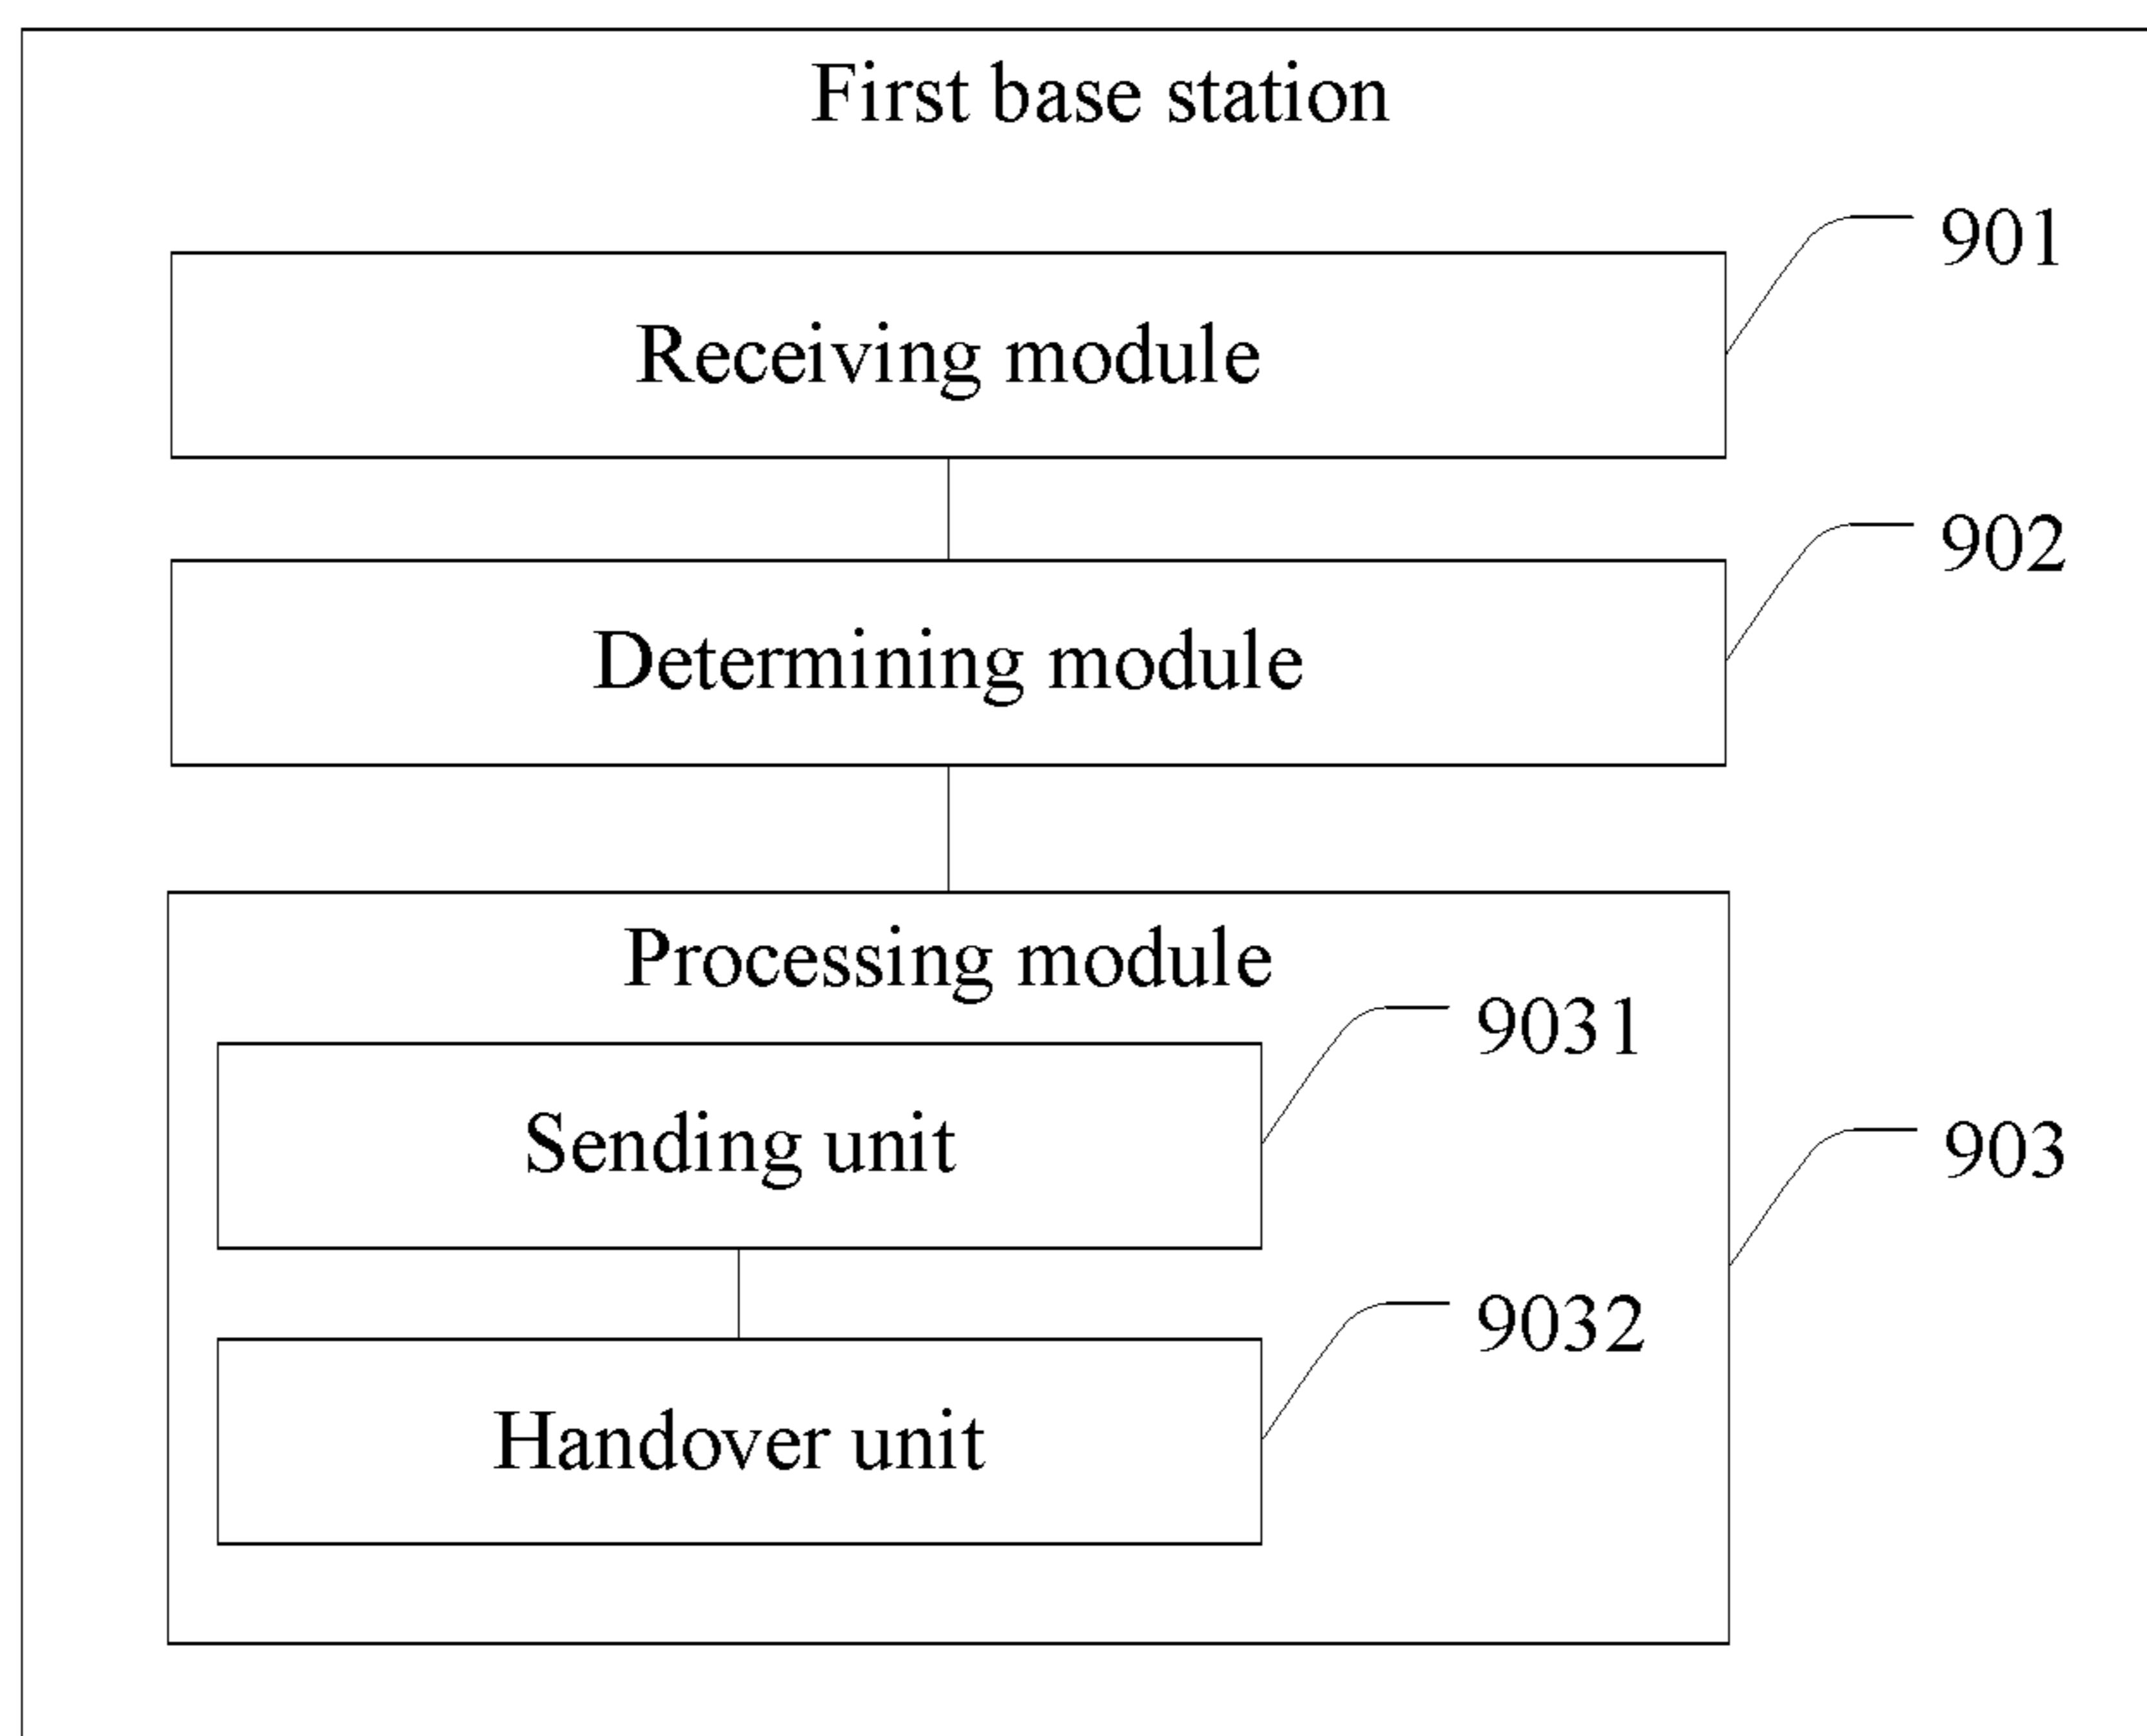 First base station
901
Receiving module
902
Determining module
Processing module
9031
Sending unit
903
9032
Handover unit